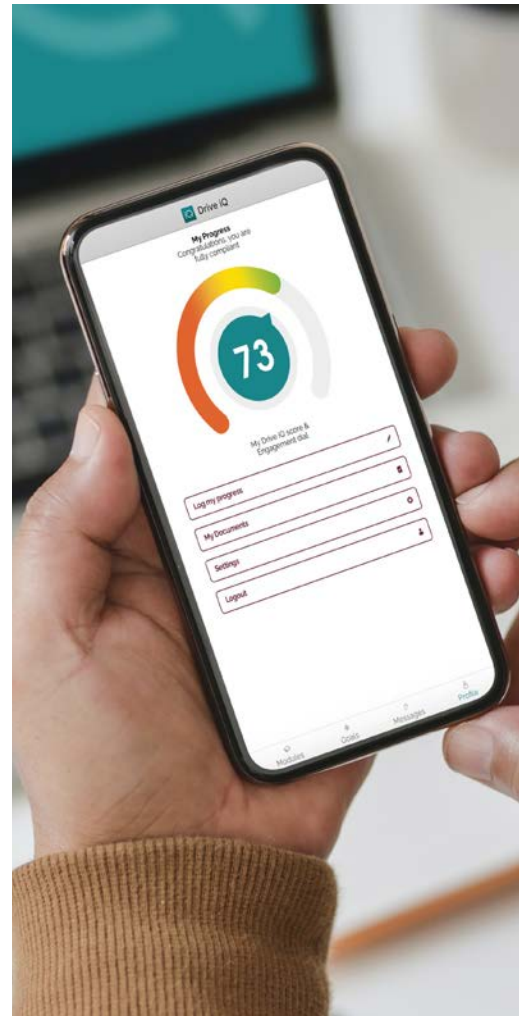 iQ Drive iQ
My Progress
Congratulations, you are
fully compliant
73
My Drive iQ score &
Engagement dial
Log my progress
My Documents
Settings
Logout
Modules
Goals
Messages
Profile